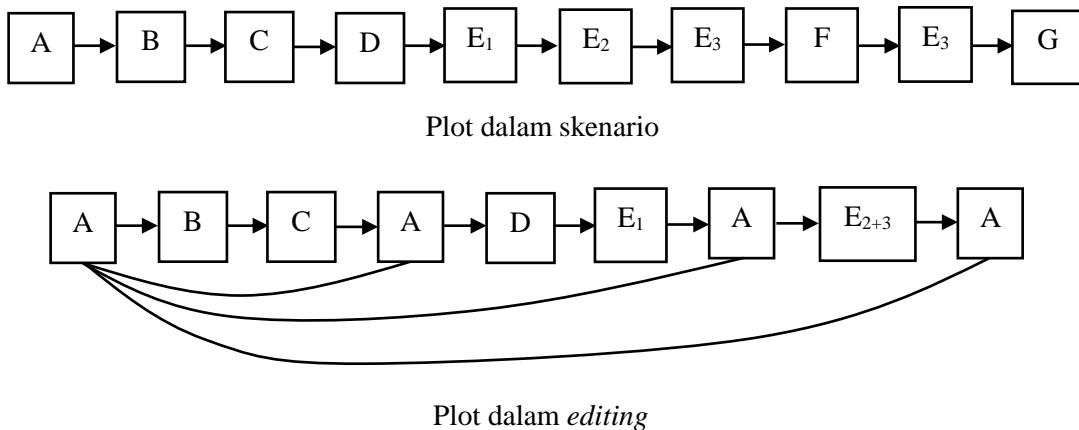 A B C D E₁ E₂ E₃ F E₃ G
Plot dalam skenario
A B C A D E₁ A E₂₊₃ A
Plot dalam editing